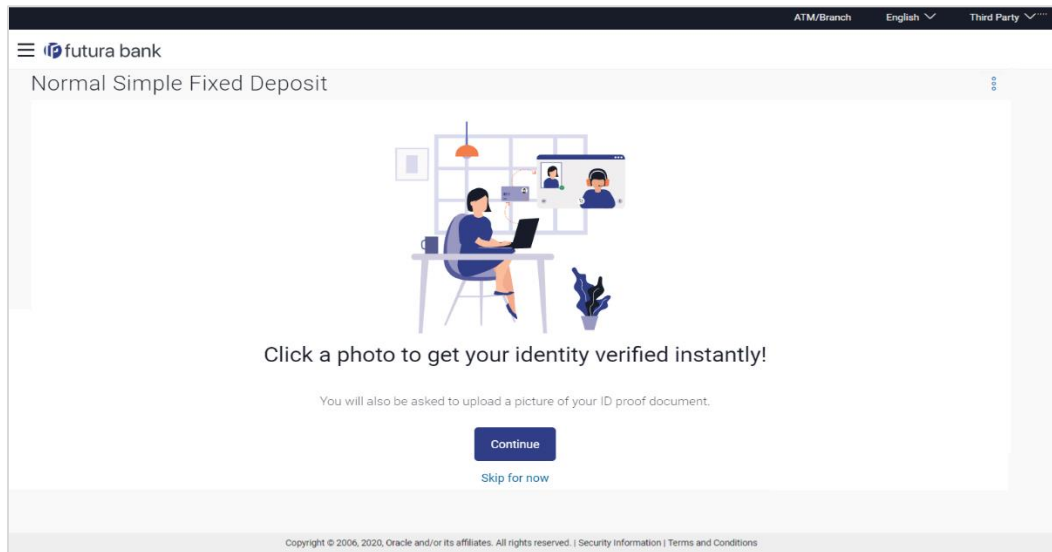 ATM/Branch English Third Party
futura bank
Normal Simple Fixed Deposit
Click a photo to get your identity verified instantly!
You will also be asked to upload a picture of your ID proof document.
Continue
Skip for now
Copyright © 2006, 2020, Oracle and/or its affiliates. All rights reserved. | Security Information | Terms and Conditions